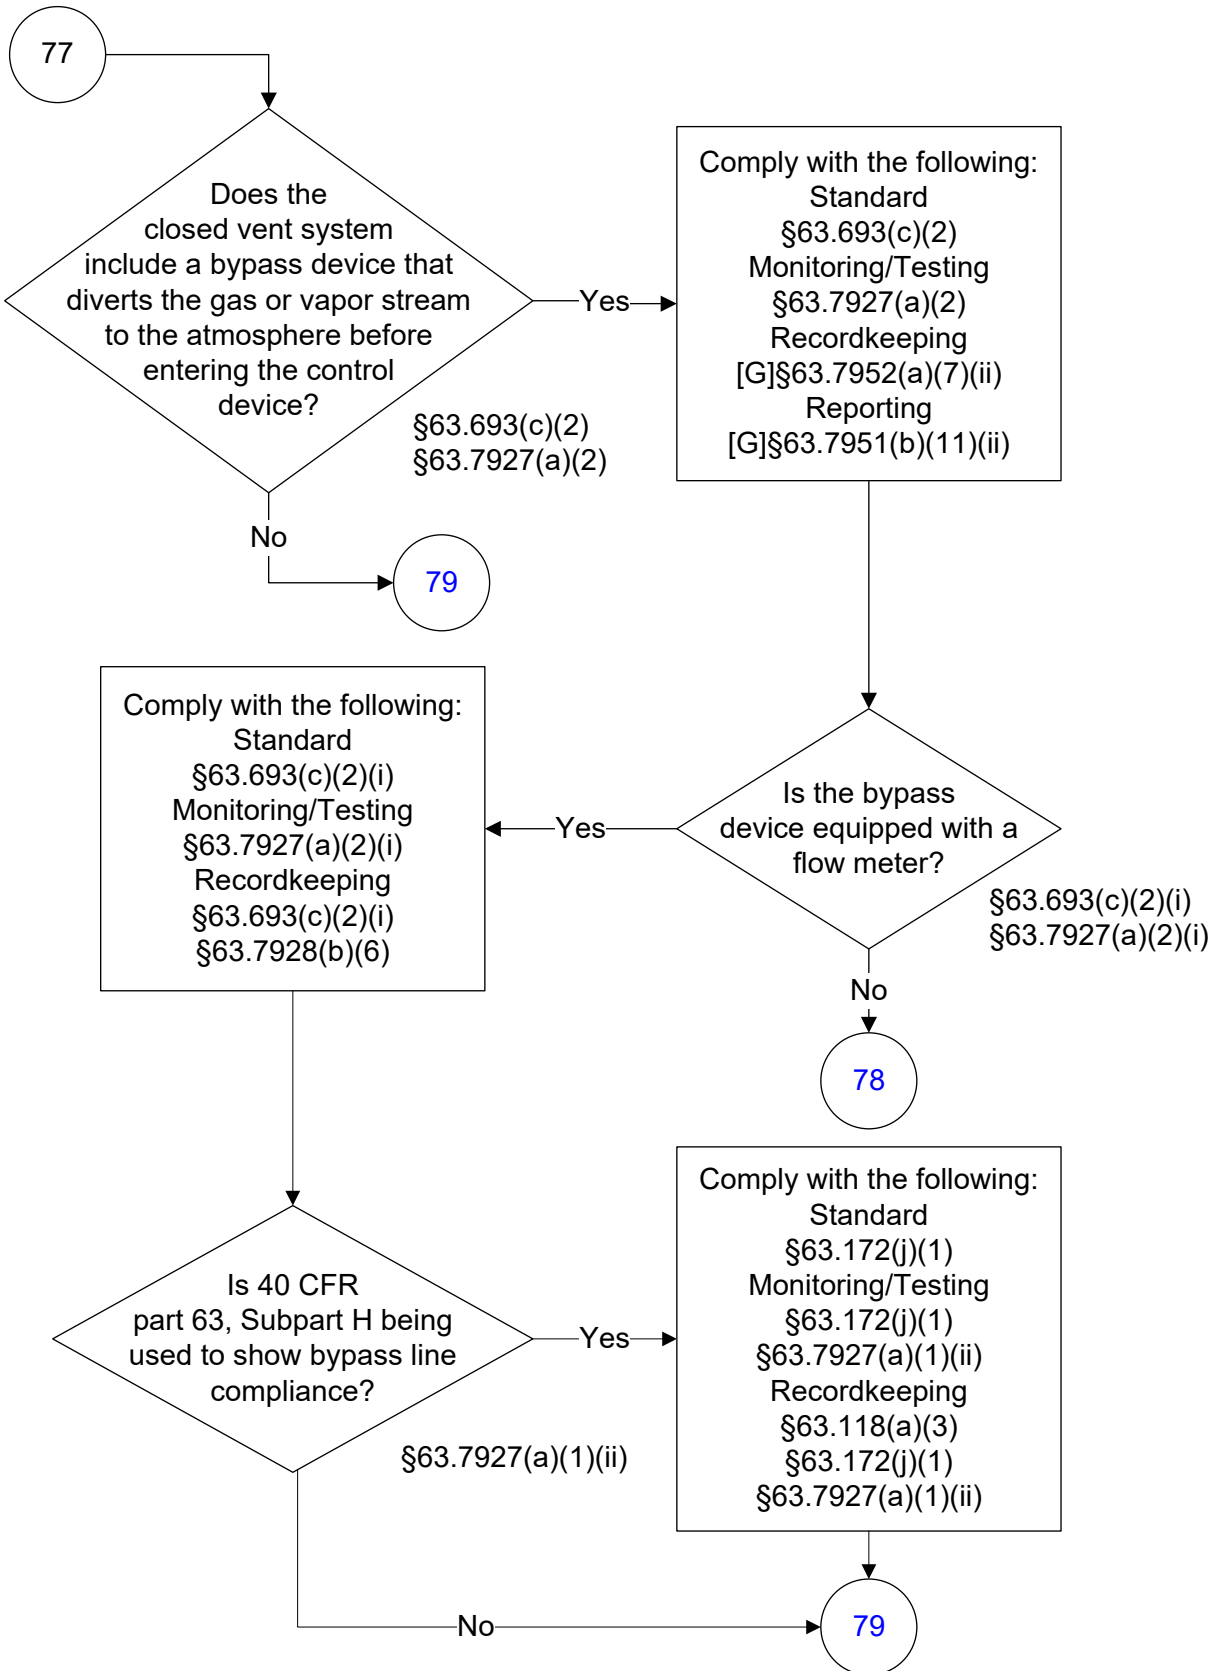 77
Does the
closed vent system
include a bypass device that
diverts the gas or vapor stream
to the atmosphere before
entering the control
device?
§63.693(c)(2)
§63.7927(a)(2)
Yes
Comply with the following:
Standard
§63.693(c)(2)
Monitoring/Testing
§63.7927(a)(2)
Recordkeeping
[G]§63.7952(a)(7)(ii)
Reporting
[G]§63.7951(b)(11)(ii)
No
79
Is the bypass
device equipped with a
flow meter?
§63.693(c)(2)(i)
§63.7927(a)(2)(i)
Yes
Comply with the following:
Standard
§63.693(c)(2)(i)
Monitoring/Testing
§63.7927(a)(2)(i)
Recordkeeping
§63.693(c)(2)(i)
§63.7928(b)(6)
No
78
Is 40 CFR
part 63, Subpart H being
used to show bypass line
compliance?
§63.7927(a)(1)(ii)
Yes
Comply with the following:
Standard
§63.172(j)(1)
Monitoring/Testing
§63.172(j)(1)
§63.7927(a)(1)(ii)
Recordkeeping
§63.118(a)(3)
§63.172(j)(1)
§63.7927(a)(1)(ii)
No
79